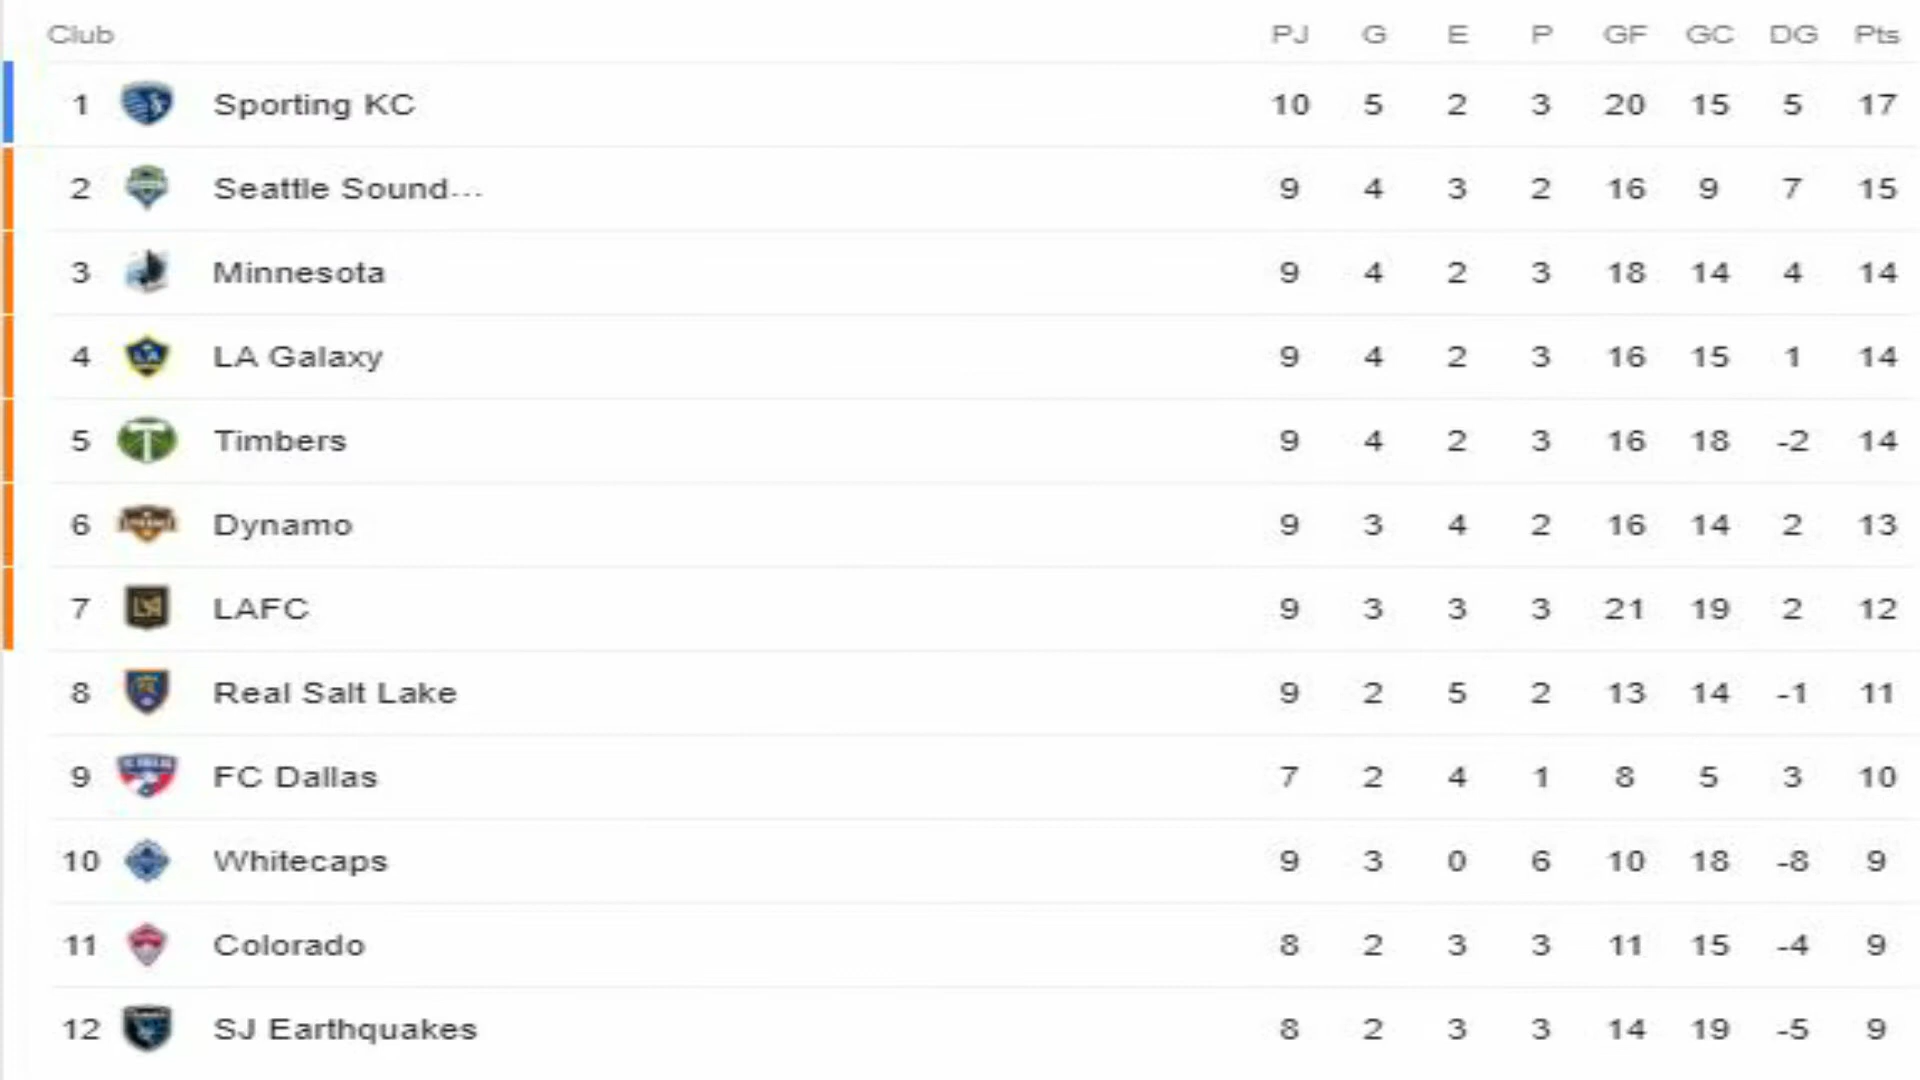 Club PJ G E P GF GC DG Pts
1 Sporting KC 10 5 2 3 20 15 5 17
2 Seattle Sound... 9 4 3 2 16 9 7 15
3 Minnesota 9 4 2 3 18 14 4 14
4 LA Galaxy 9 4 2 3 16 15 1 14
5 Timbers 9 4 2 3 16 18 -2 14
6 Dynamo 9 3 4 2 16 14 2 13
7 LAFC 9 3 3 3 21 19 2 12
8 Real Salt Lake 9 2 5 2 13 14 -1 11
9 FC Dallas 7 2 4 1 8 5 3 10
10 Whitecaps 9 3 0 6 10 18 -8 9
11 Colorado 8 2 3 3 11 15 -4 9
12 SJ Earthquakes 8 2 3 3 14 19 -5 9